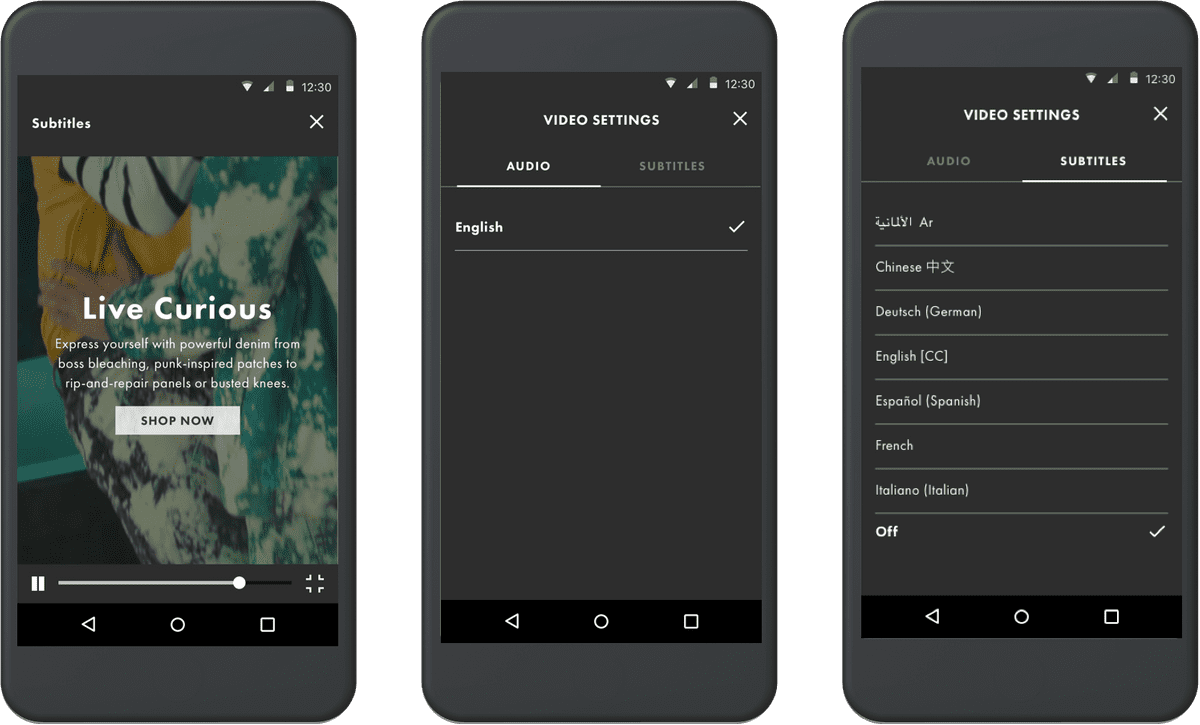 12:30
Subtitles
Live Curious
Express yourself with powerful denim from
boss bleaching, punk-inspired patches to
rip-and-repair panels or busted knees.
SHOP NOW
12:30
VIDEO SETTINGS
AUDIO SUBTITLES
English
12:30
VIDEO SETTINGS
AUDIO SUBTITLES
الألمانية Ar
Chinese 中文
Deutsch (German)
English [CC]
Español (Spanish)
French
Italiano (Italian)
Off